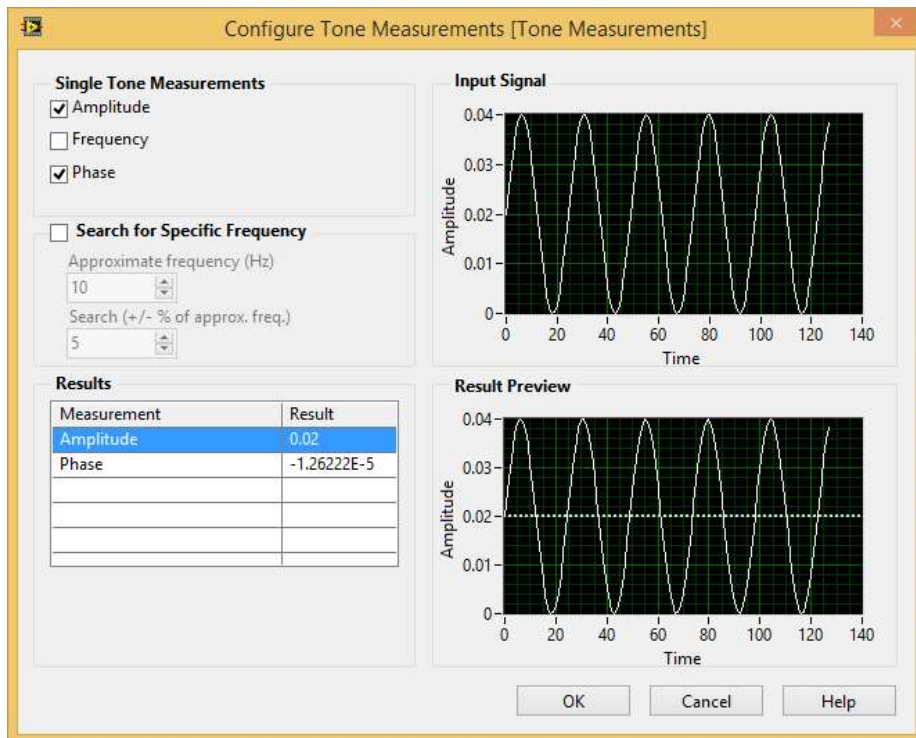 Configure Tone Measurements [Tone Measurements]
Single Tone Measurements
Amplitude
Frequency
Phase
Search for Specific Frequency
Approximate frequency (Hz)
10
Search (+/- % of approx. freq.)
5
Results
Measurement Result
Amplitude 0.02
Phase -1.26222E-5
Input Signal
0.04
0.03
0.02
0.01
0
Amplitude
0 20 40 60 80 100 120 140
Time
Result Preview
0.04
0.03
0.02
0.01
0
Amplitude
0 20 40 60 80 100 120 140
Time
OK Cancel Help